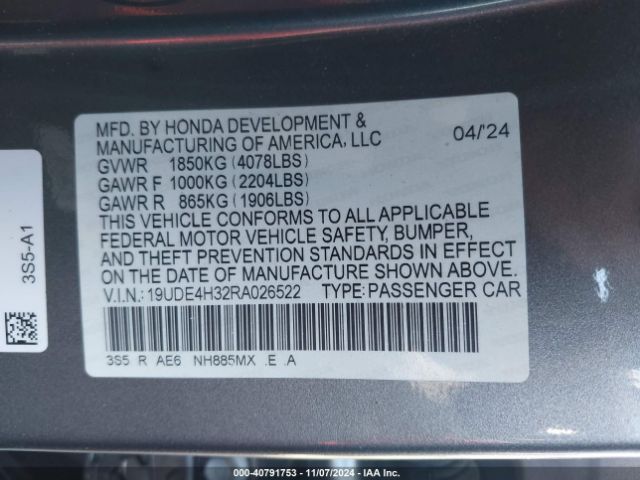 MFD. BY HONDA DEVELOPMENT &
MANUFACTURING OF AMERICA, LLC 04/'24
GVWR 1850KG (4078LBS)
GAWR F 1000KG (2204LBS)
GAWR R 865KG (1906LBS)
THIS VEHICLE CONFORMS TO ALL APPLICABLE
FEDERAL MOTOR VEHICLE SAFETY, BUMPER,
AND THEFT PREVENTION STANDARDS IN EFFECT
ON THE DATE OF MANUFACTURE SHOWN ABOVE.
V.I.N.: 19UDE4H32RA026522 TYPE: PASSENGER CAR
3S5 R AE6 NH885MX .E .A
3S5-A1
000-40791753 - 11/07/2024 - IAA Inc.